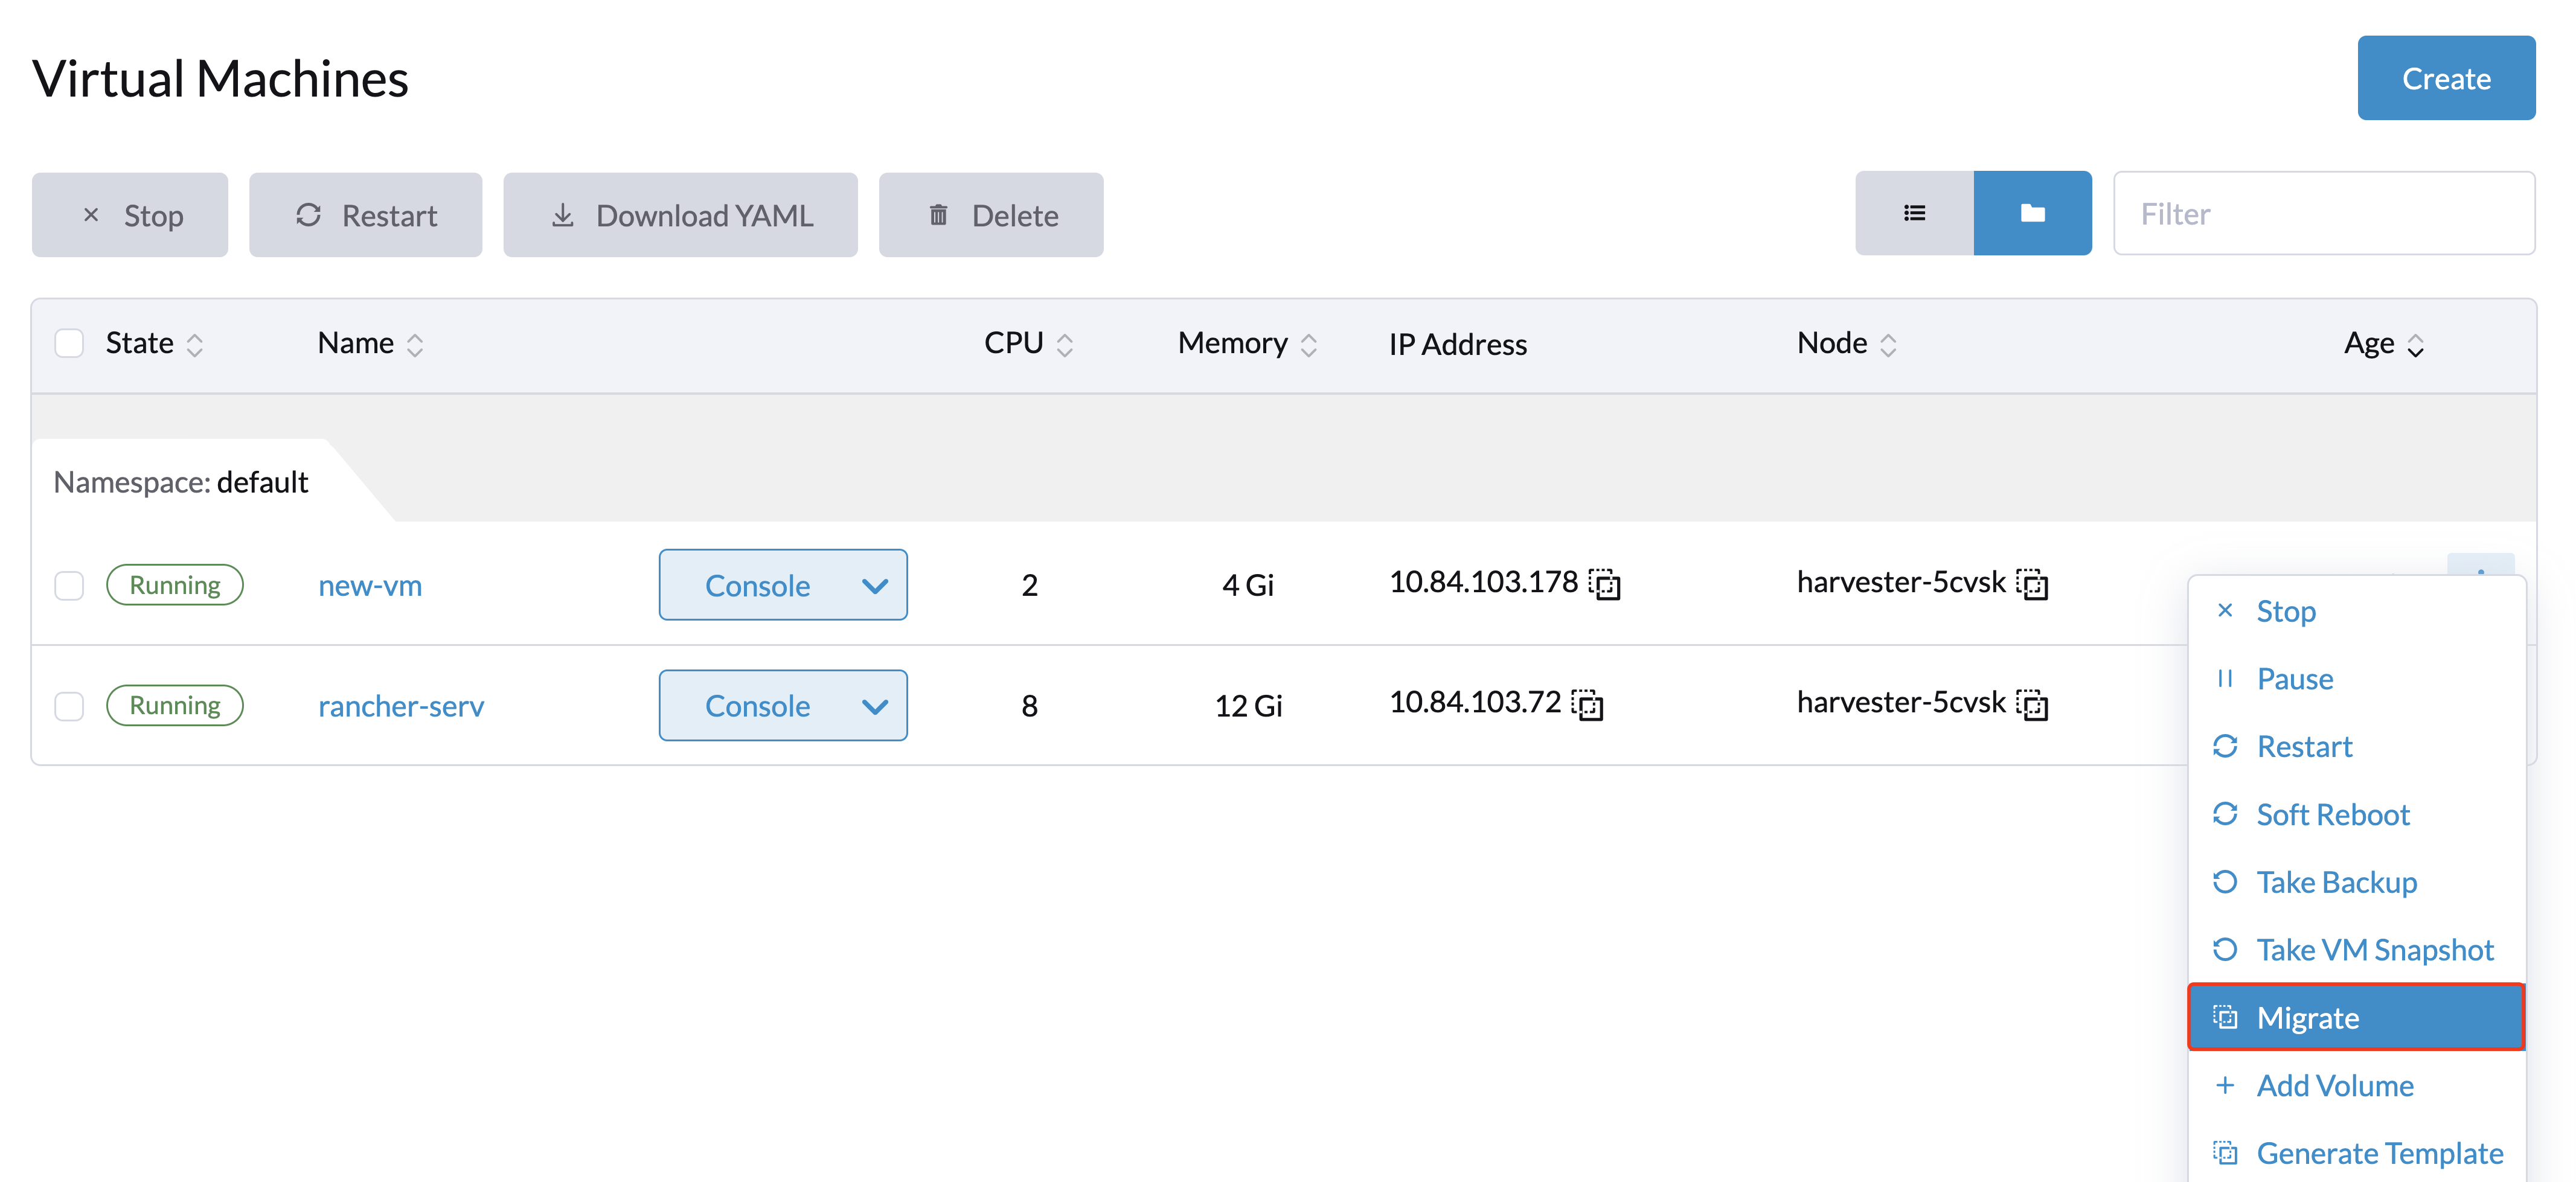 Virtual Machines
Create
Stop
Restart
Download YAML
Delete
Filter
State Name CPU Memory IP Address Node Age
Namespace: default
Running new-vm Console 2 4 Gi 10.84.103.178 harvester-5cvsk
Running rancher-serv Console 8 12 Gi 10.84.103.72 harvester-5cvsk
Stop
Pause
Restart
Soft Reboot
Take Backup
Take VM Snapshot
Migrate
Add Volume
Generate Template